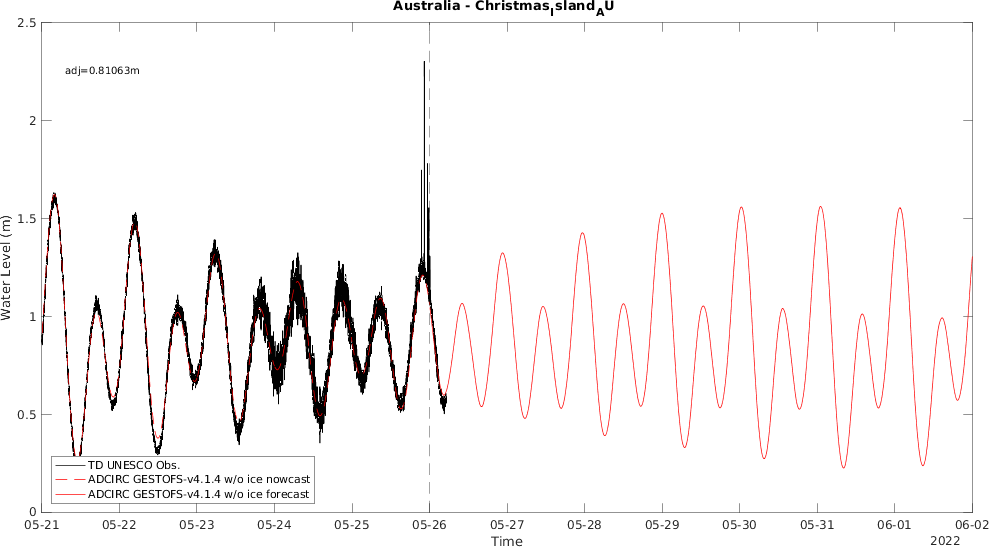 Australia - Christmas_Island_AU
adj=0.81063m
2.5
2
1.5
1
0.5
0
Water Level (m)
TD UNESCO Obs.
ADCIRC GESTOFS-v4.1.4 w/o ice nowcast
ADCIRC GESTOFS-v4.1.4 w/o ice forecast
05-21 05-22 05-23 05-24 05-25 05-26 05-27 05-28 05-29 05-30 05-31 06-01 06-02
Time
2022